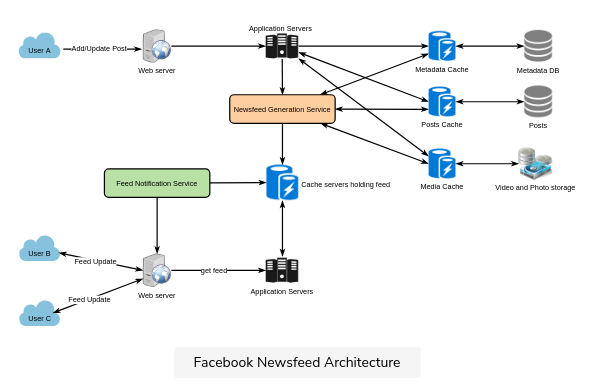 Application Servers
User A
Add/Update Post
Web server
Metadata Cache
Metadata DB
Newsfeed Generation Service
Posts Cache
Posts
Feed Notification Service
Cache servers holding feed
Media Cache
Video and Photo storage
User B
Feed Update
get feed
Web server
Application Servers
Feed Update
User C
Facebook Newsfeed Architecture